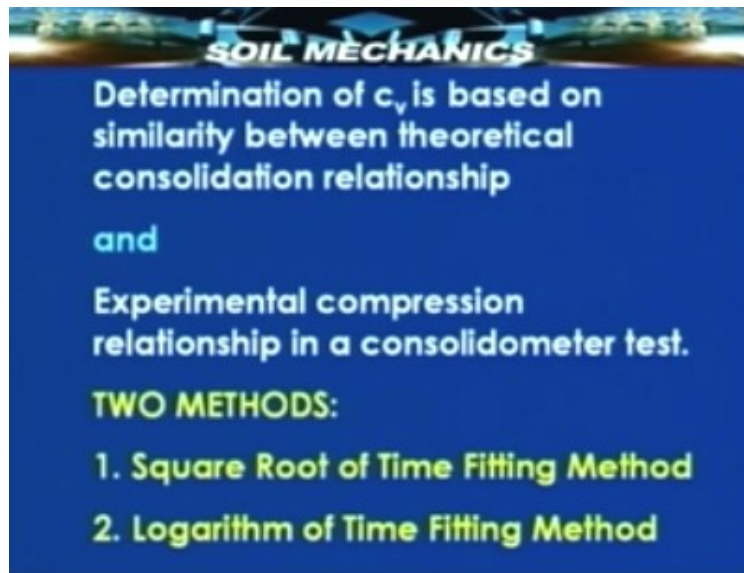 SOIL MECHANICS
Determination of cᵥ is based on
similarity between theoretical
consolidation relationship
and
Experimental compression
relationship in a consolidometer test.
TWO METHODS:
1. Square Root of Time Fitting Method
2. Logarithm of Time Fitting Method